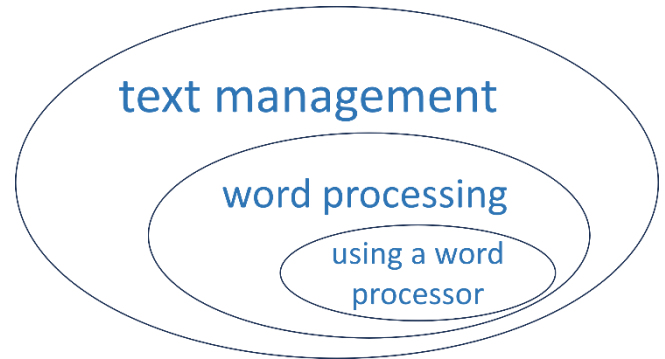 text management
word processing
using a word
processor